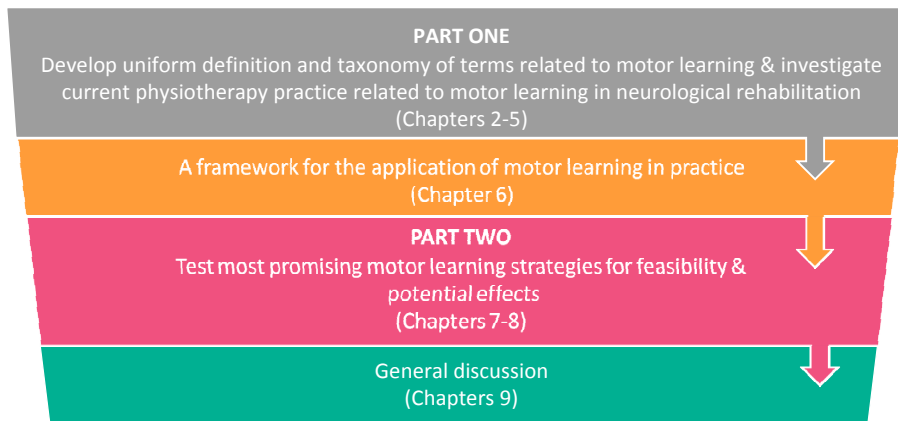 PART ONE
Develop uniform definition and taxonomy of terms related to motor learning & investigate
current physiotherapy practice related to motor learning in neurological rehabilitation
(Chapters 2-5)
A framework for the application of motor learning in practice
(Chapter 6)
PART TWO
Test most promising motor learning strategies for feasibility &
potential effects
(Chapters 7-8)
General discussion
(Chapters 9)